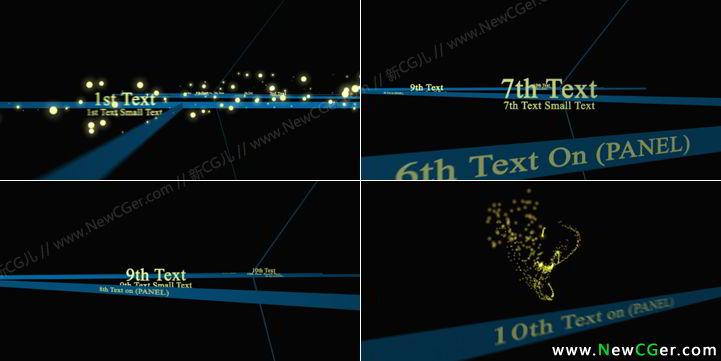 1st Text
1st Text Small Text
9th Text
7th Text
7th Text Small Text
6th Text On (PANEL)
9th Text
9th Text Small Text
8th Text on (PANEL)
10th Text
10th Text on (PANEL)
www.NewCGer.com // 新CG儿 // www.NewCGer.com // 新CG儿 // www.NewCGer.com
www.NewCGer.com